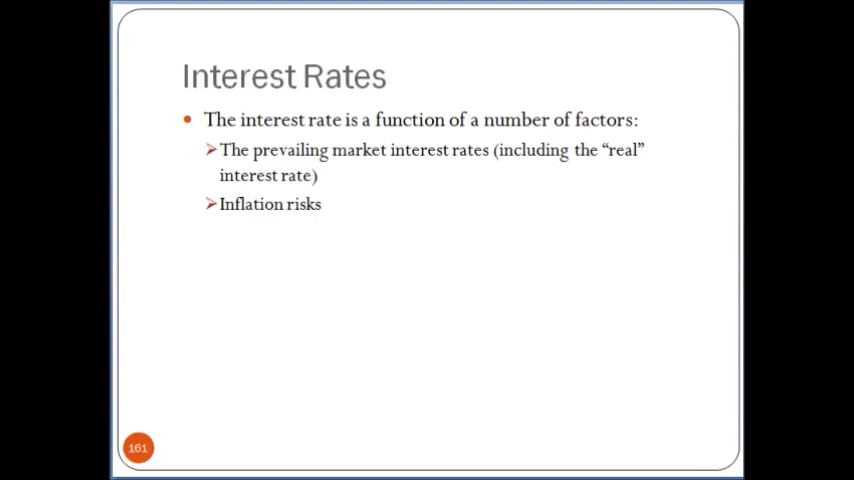 Interest Rates
• The interest rate is a function of a number of factors:
➢The prevailing market interest rates (including the “real”
interest rate)
➢Inflation risks
161